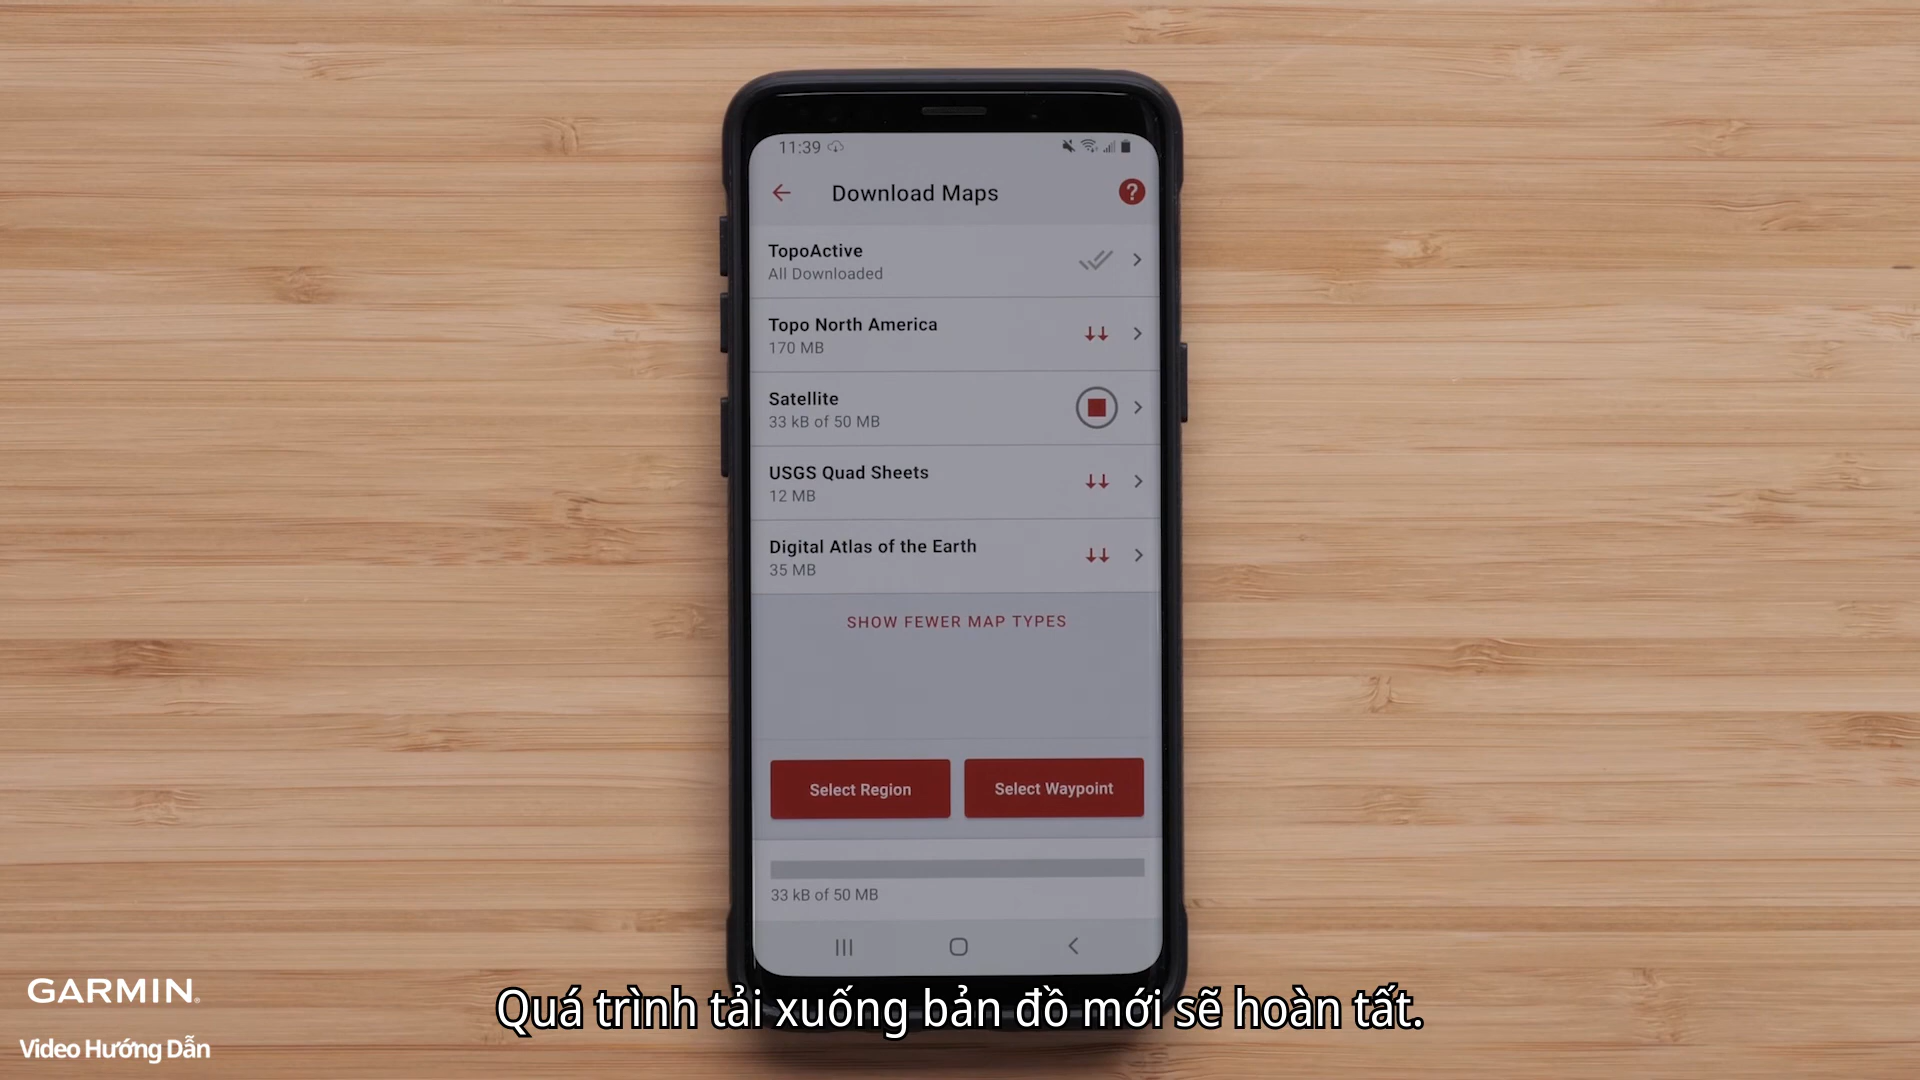 11:39
Download Maps
?
TopoActive
All Downloaded
Topo North America
170 MB
Satellite
33 kB of 50 MB
USGS Quad Sheets
12 MB
Digital Atlas of the Earth
35 MB
SHOW FEWER MAP TYPES
Select Region
Select Waypoint
33 kB of 50 MB
GARMIN.
Video Hướng Dẫn
Quá trình tải xuống bản đồ mới sẽ hoàn tất.